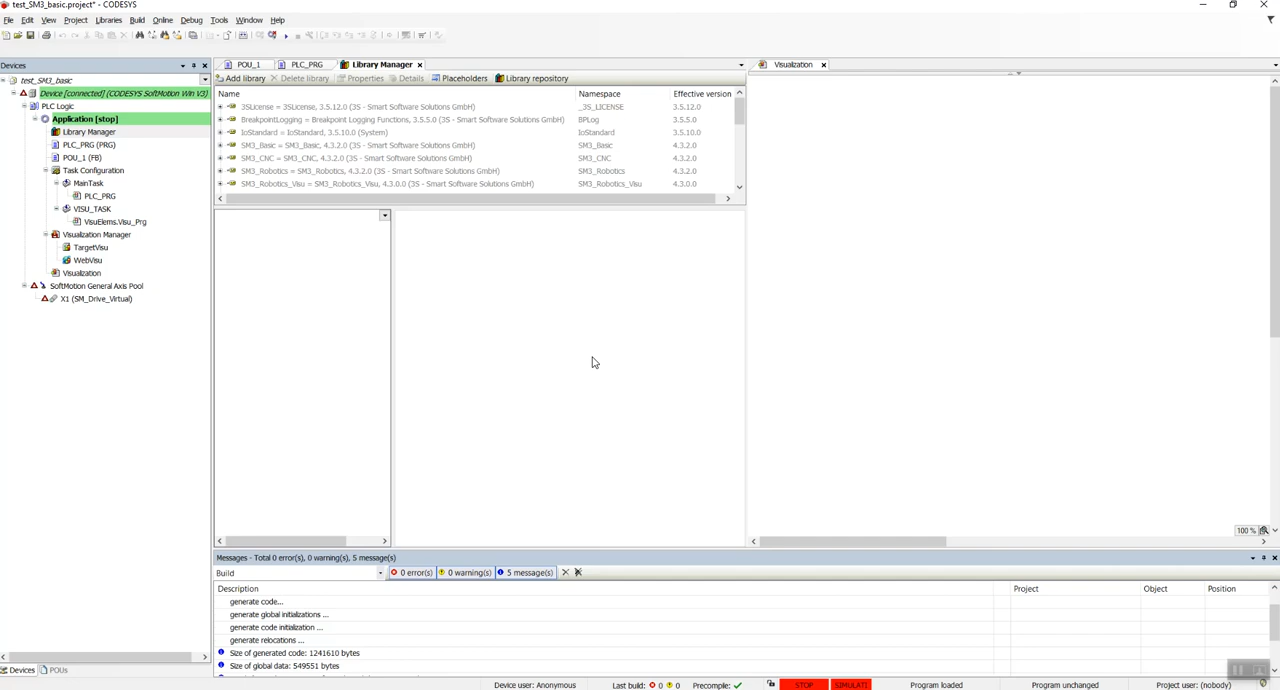 test_SM3_basic.project* - CODESYS
File Edit View Project Libraries Build Online Debug Tools Window Help
Devices
test_SM3_basic
Device [connected] (CODESYS SoftMotion Win V3)
PLC Logic
Application [stop]
Library Manager
PLC_PRG (PRG)
POU_1 (FB)
Task Configuration
MainTask
PLC_PRG
VISU_TASK
VisuElems.Visu_Prg
Visualization Manager
TargetVisu
WebVisu
Visualization
SoftMotion General Axis Pool
X1 (SM_Drive_Virtual)
Devices POUs
POU_1 PLC_PRG Library Manager
Add library Delete library Properties Details Placeholders Library repository
Name Namespace Effective version
3SLicense = 3SLicense, 3.5.12.0 (3S - Smart Software Solutions GmbH) _3S_LICENSE 3.5.12.0
BreakpointLogging = Breakpoint Logging Functions, 3.5.5.0 (3S - Smart Software Solutions GmbH) BPLog 3.5.5.0
IoStandard = IoStandard, 3.5.10.0 (System) IoStandard 3.5.10.0
SM3_Basic = SM3_Basic, 4.3.2.0 (3S - Smart Software Solutions GmbH) SM3_Basic 4.3.2.0
SM3_CNC = SM3_CNC, 4.3.2.0 (3S - Smart Software Solutions GmbH) SM3_CNC 4.3.2.0
SM3_Robotics = SM3_Robotics, 4.3.2.0 (3S - Smart Software Solutions GmbH) SM3_Robotics 4.3.2.0
SM3_Robotics_Visu = SM3_Robotics_Visu, 4.3.0.0 (3S - Smart Software Solutions GmbH) SM3_Robotics_Visu 4.3.0.0
Visualization
100 %
Messages - Total 0 error(s), 0 warning(s), 5 message(s)
Build 0 error(s) 0 warning(s) 5 message(s)
Description Project Object Position
generate code...
generate global initializations ...
generate code initialization ...
generate relocations ...
Size of generated code: 1241610 bytes
Size of global data: 549551 bytes
Device user: Anonymous Last build: 0 0 Precompile: STOP SIMULATI Program loaded Program unchanged Project user: (nobody)